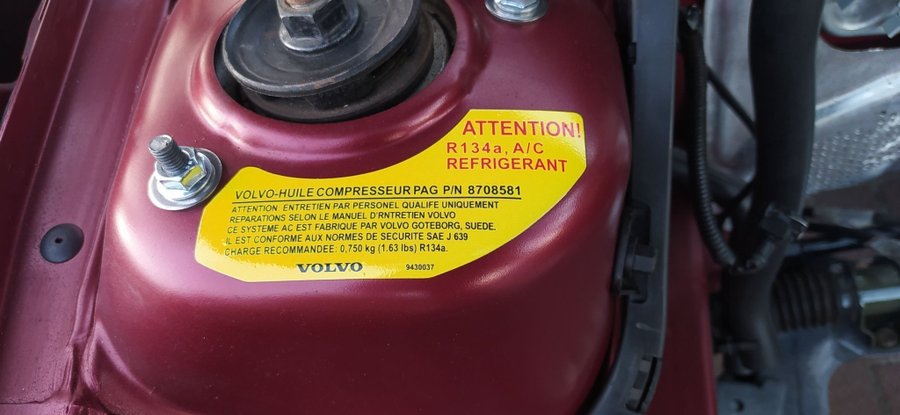 ATTENTION!
R134a, A/C
REFRIGERANT
VOLVO-HUILE COMPRESSEUR PAG P/N 8708581
ATTENTION. ENTRETIEN PAR PERSONEL QUALIFE UNIQUEMENT
REPARATIONS SELON LE MANUEL D'RNTRETIEN VOLVO
CE SYSTEME AC EST FABRIQUE PAR VOLVO GOTEBORG, SUEDE.
IL EST CONFORME AUX NORMES DE SECURITE SAE J 639
CHARGE RECOMMANDEE: 0,750 kg (1.63 lbs) R134a.
VOLVO 9430037